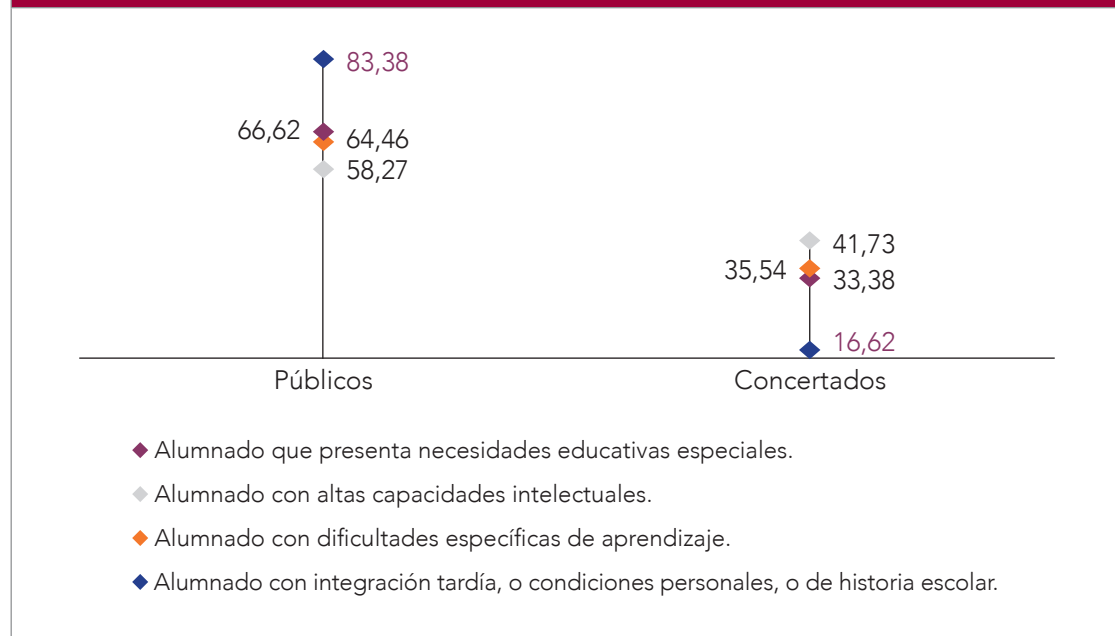 83,38
66,62
64,46
58,27
41,73
35,54
33,38
16,62
Públicos
Concertados
Alumnado que presenta necesidades educativas especiales.
Alumnado con altas capacidades intelectuales.
Alumnado con dificultades específicas de aprendizaje.
Alumnado con integración tardía, o condiciones personales, o de historia escolar.